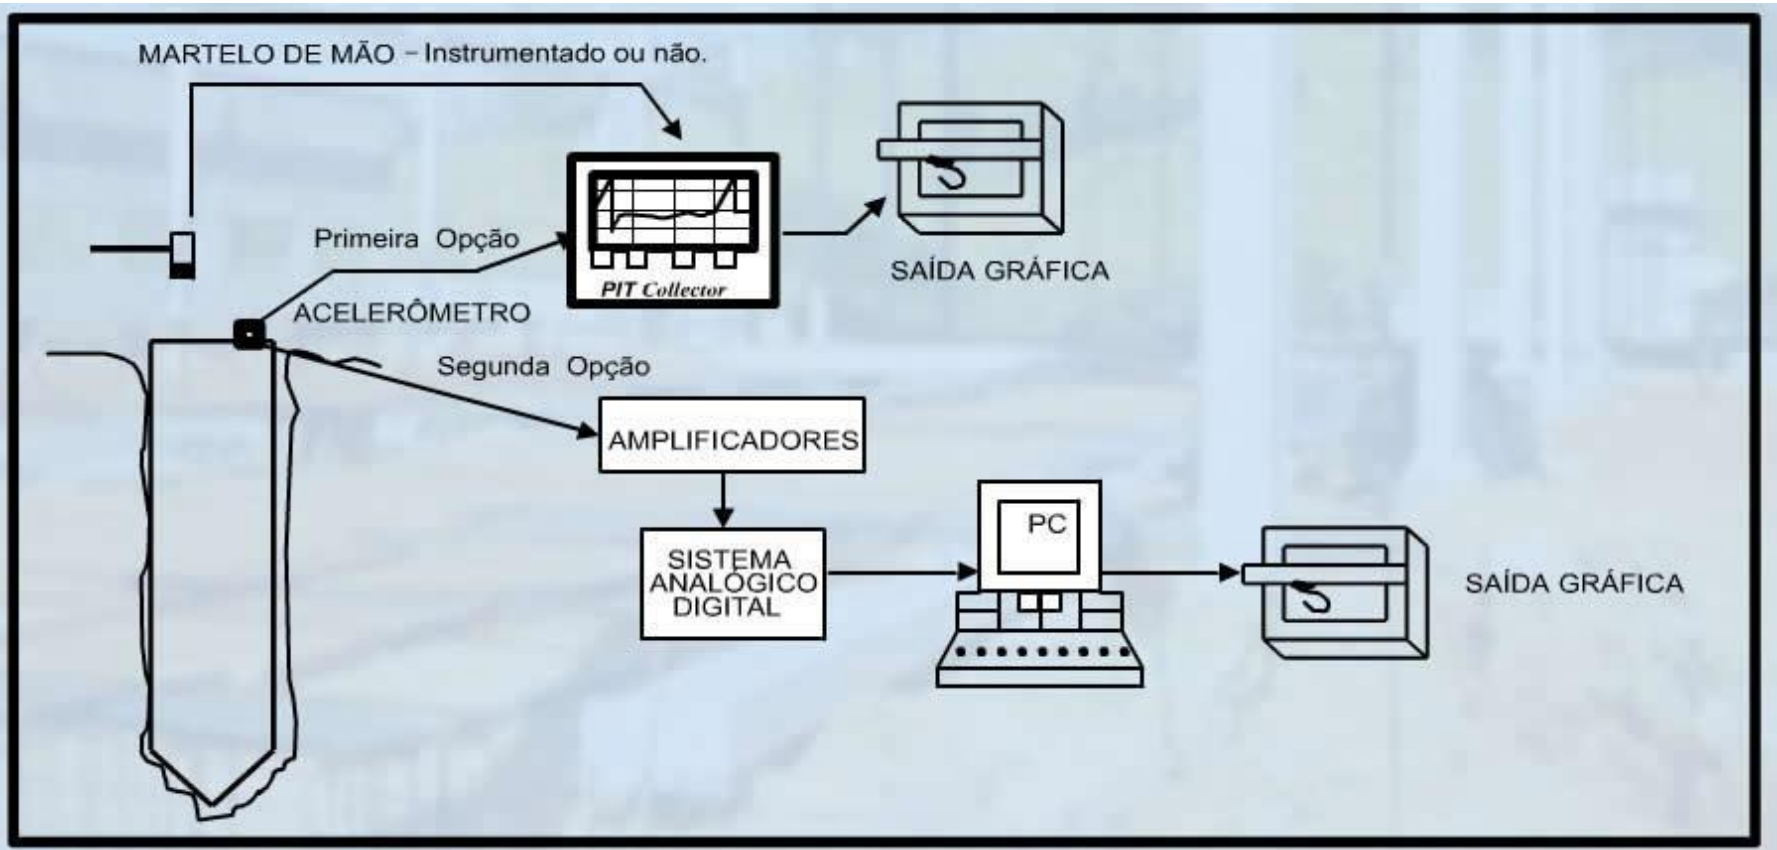 MARTELO DE MÃO – Instrumentado ou não.
Primeira Opção
PIT Collector
SAÍDA GRÁFICA
ACELERÔMETRO
Segunda Opção
AMPLIFICADORES
SISTEMA
ANALÓGICO
DIGITAL
PC
SAÍDA GRÁFICA